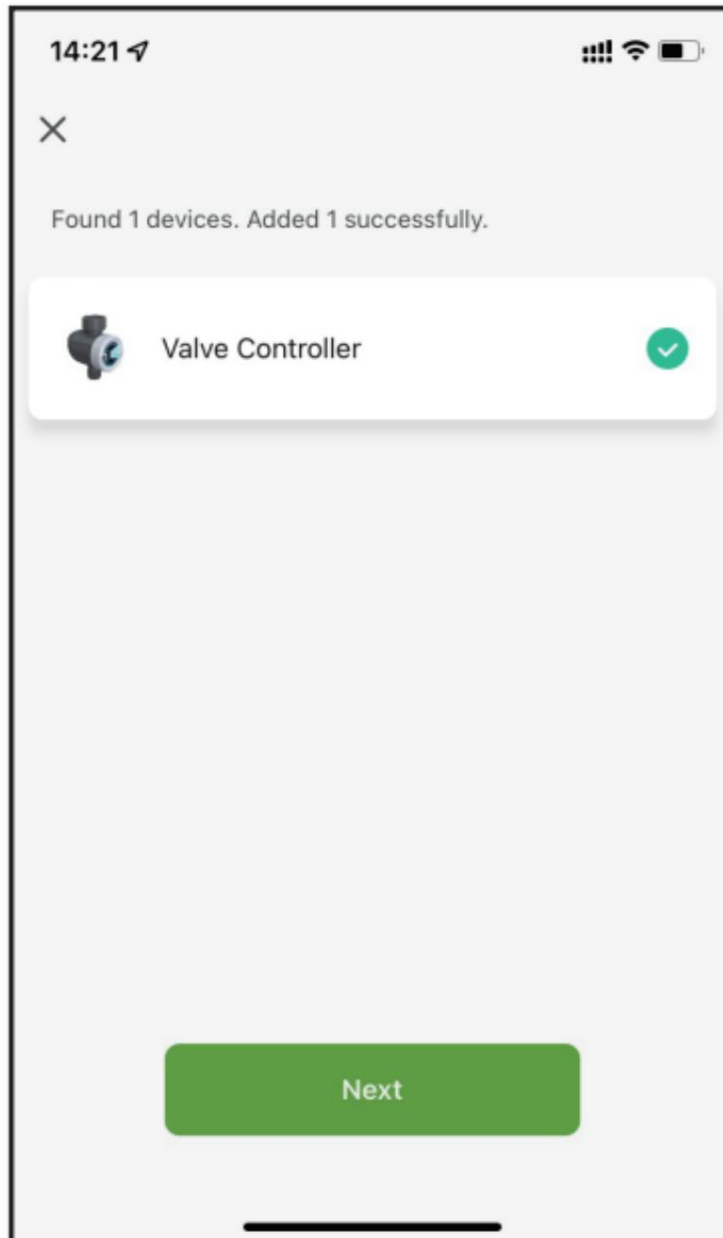 14:21
Found 1 devices. Added 1 successfully.
Valve Controller
Next